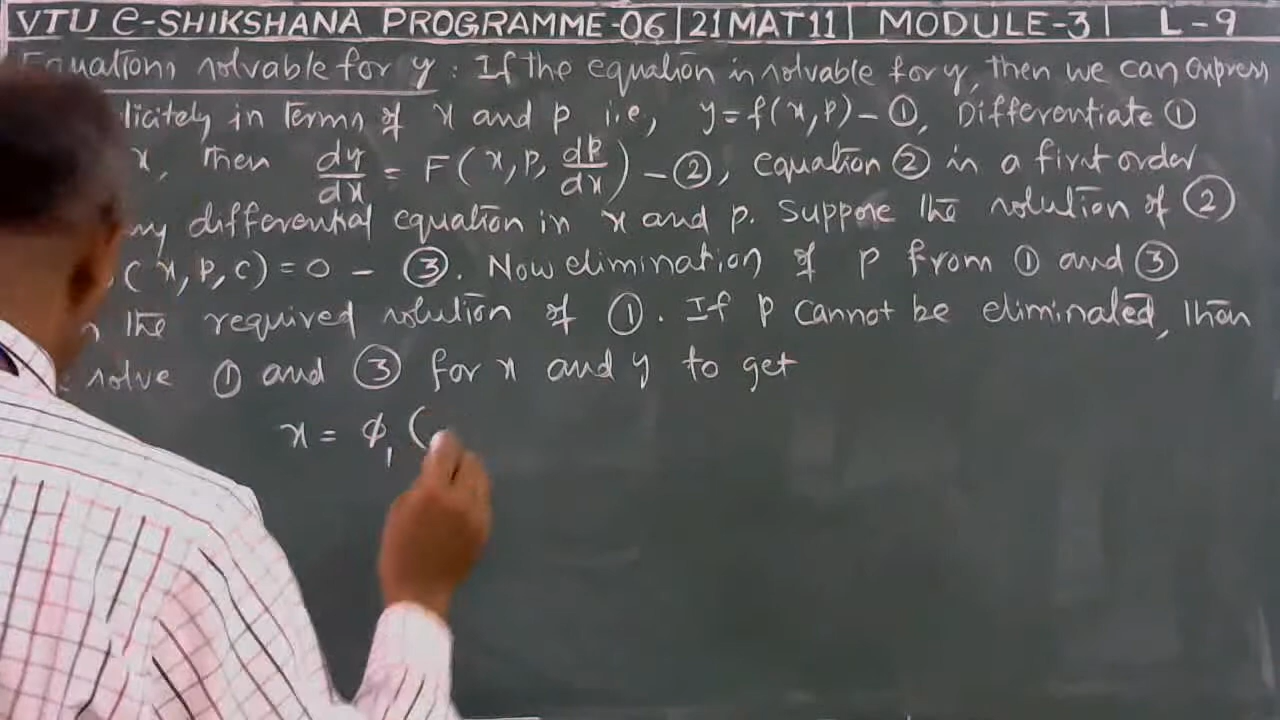 VTU e-SHIKSHANA PROGRAMME-06 | 21MAT11 | MODULE-3 | L-9
Equations solvable for y : If the equation is solvable for y, then we can express
licitely in terms of x and p i.e, y = f(x,p) - ①, Differentiate ①
x, then dy/dx = F(x, p, dp/dx) - ②, equation ② is a first order
differential equation in x and p. Suppose the solution of ②
(x, p, c) = 0 - ③. Now elimination of p from ① and ③
the required solution of ①. If p cannot be eliminated, then
solve ① and ③ for x and y to get
x = ϕ₁ (